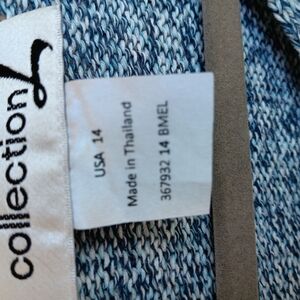 collection L
USA 14
Made in Thailand
367932 14 BMEL